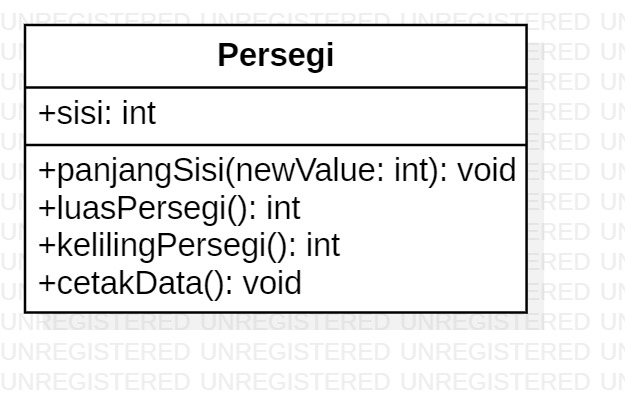 Persegi
+sisi: int
+panjangSisi(newValue: int): void
+luasPersegi(): int
+kelilingPersegi(): int
+cetakData(): void
UNREGISTERED UNREGISTERED UNREGISTERED UN
UNREGISTERED UNREGISTERED UNREGISTERED UN
UNREGISTERED UNREGISTERED UNREGISTERED UN